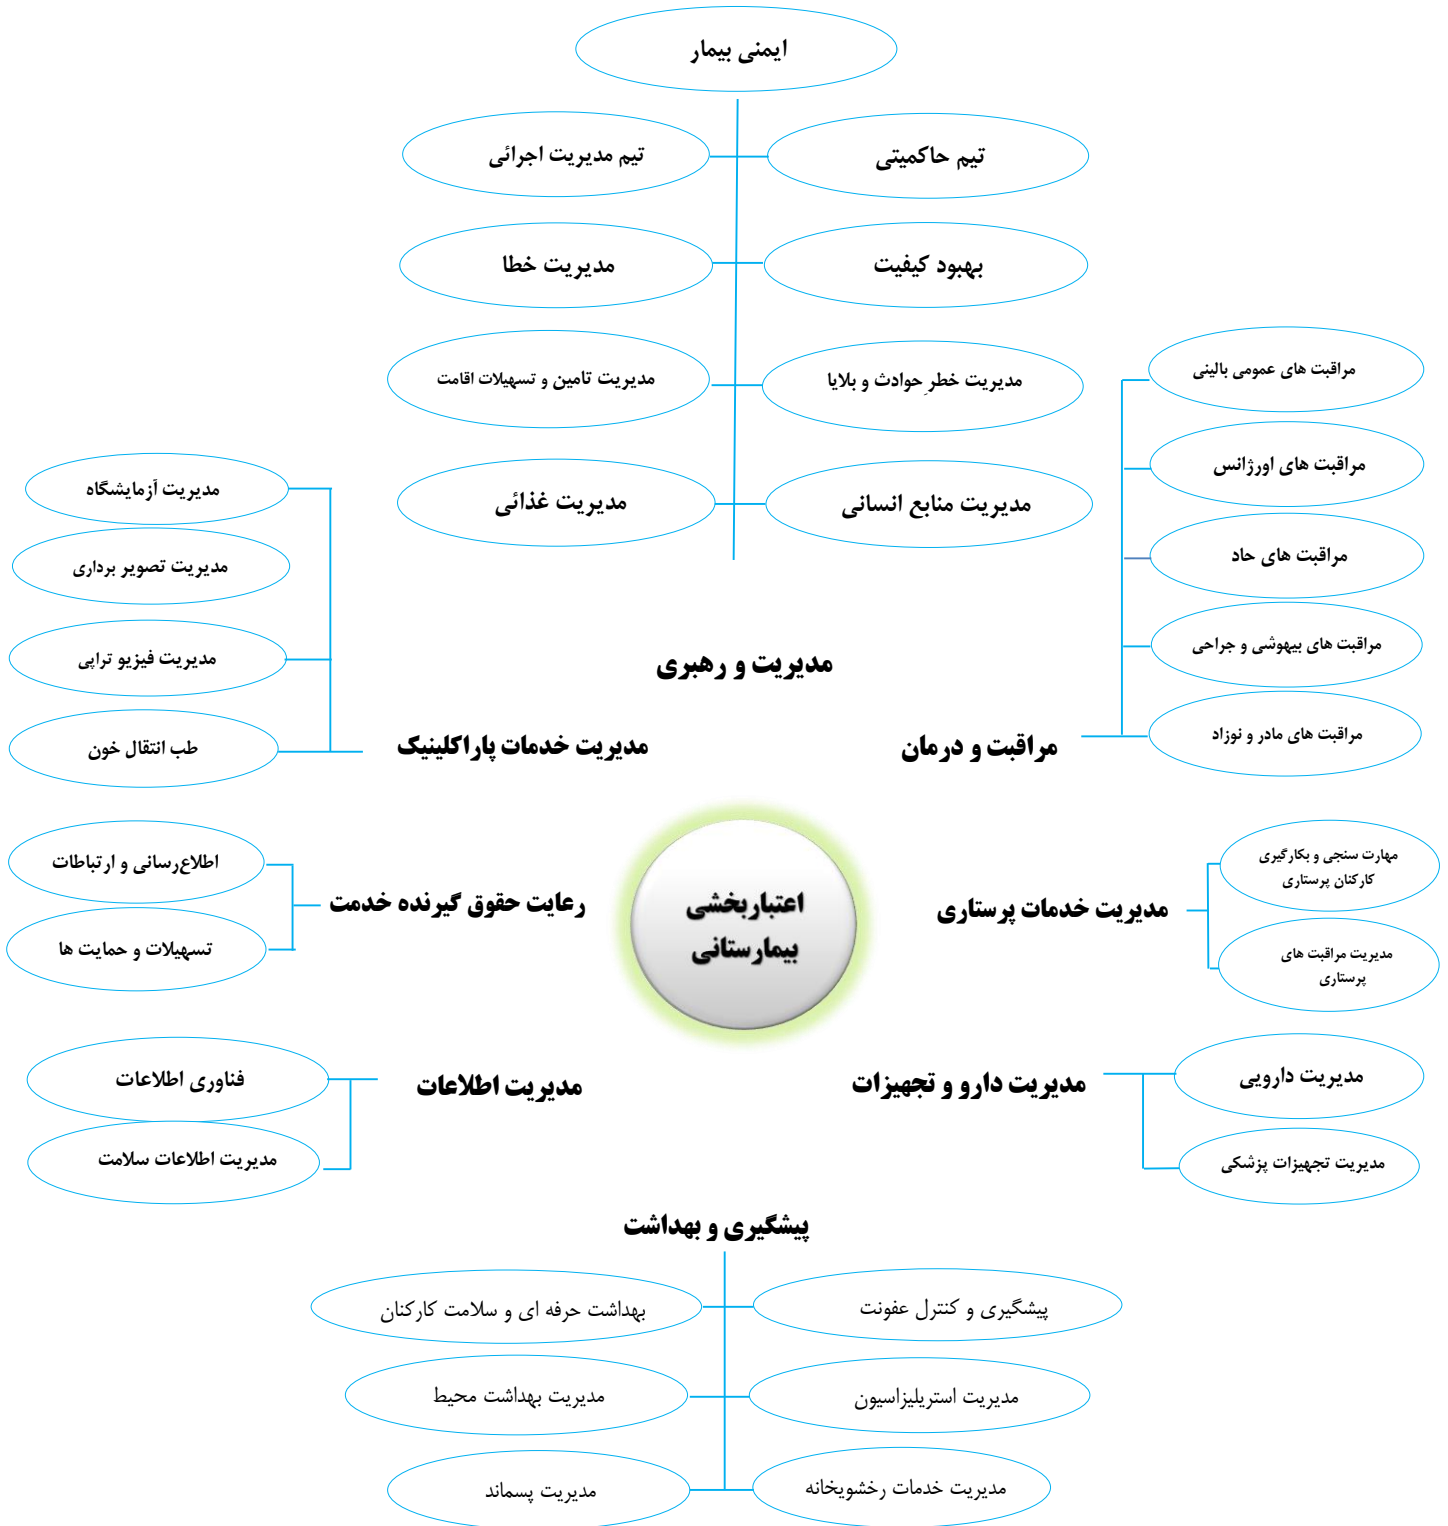 ایمنی بیمار
تیم حاکمیتی
تیم مدیریت اجرائی
بهبود کیفیت
مدیریت خطا
مدیریت خطرِ حوادث و بلایا
مدیریت تامین و تسهیلات اقامت
مدیریت منابع انسانی
مدیریت غذائی
مدیریت و رهبری
مراقبت های عمومی بالینی
مراقبت های اورژانس
مراقبت های حاد
مراقبت های بیهوشی و جراحی
مراقبت های مادر و نوزاد
مراقبت و درمان
مدیریت آزمایشگاه
مدیریت تصویر برداری
مدیریت فیزیو تراپی
طب انتقال خون
مدیریت خدمات پاراکلینیک
اعتباربخشی
بیمارستانی
مهارت سنجی و بکارگیری
کارکنان پرستاری
مدیریت مراقبت های
پرستاری
مدیریت خدمات پرستاری
رعایت حقوق گیرنده خدمت
اطلاع‌رسانی و ارتباطات
تسهیلات و حمایت ها
مدیریت دارویی
مدیریت تجهیزات پزشکی
مدیریت دارو و تجهیزات
مدیریت اطلاعات
فناوری اطلاعات
مدیریت اطلاعات سلامت
پیشگیری و بهداشت
پیشگیری و کنترل عفونت
بهداشت حرفه ای و سلامت کارکنان
مدیریت استریلیزاسیون
مدیریت بهداشت محیط
مدیریت خدمات رخشویخانه
مدیریت پسماند